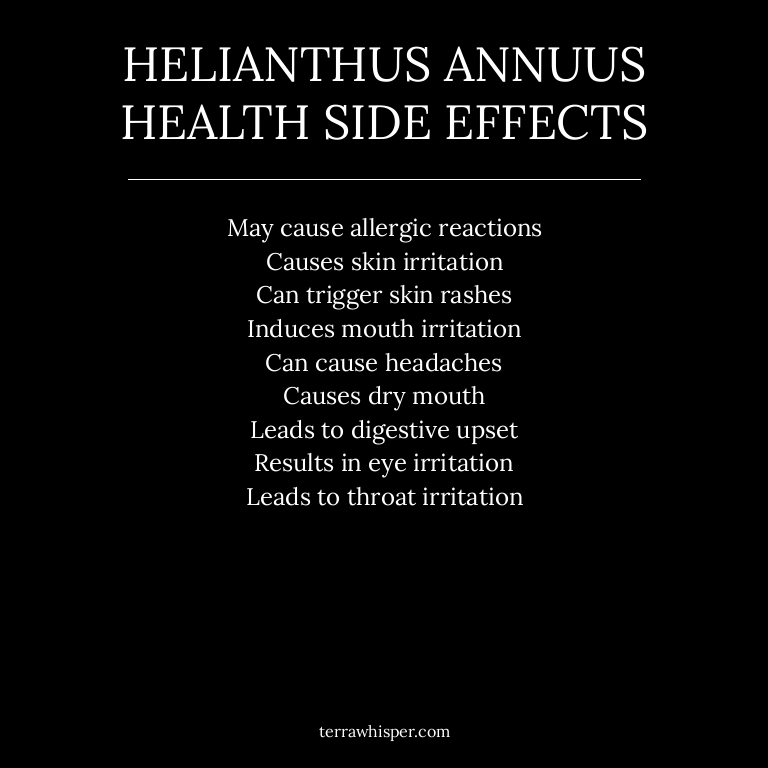 HELIANTHUS ANNUUS
HEALTH SIDE EFFECTS
May cause allergic reactions
Causes skin irritation
Can trigger skin rashes
Induces mouth irritation
Can cause headaches
Causes dry mouth
Leads to digestive upset
Results in eye irritation
Leads to throat irritation
terrawhisper.com